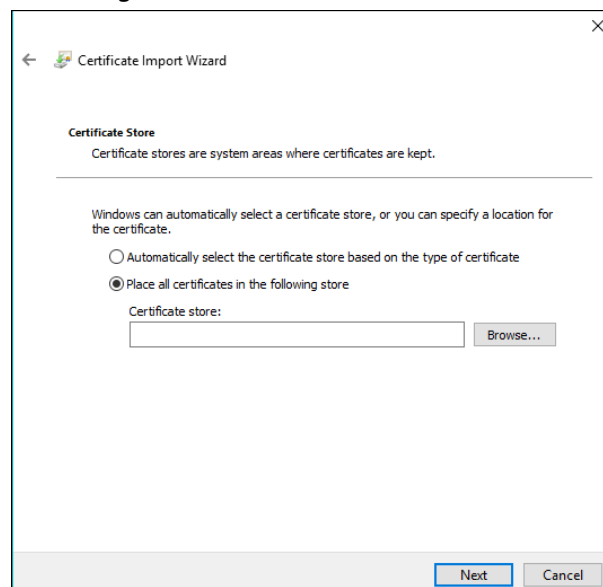 Certificate Import Wizard
Certificate Store
Certificate stores are system areas where certificates are kept.
Windows can automatically select a certificate store, or you can specify a location for
the certificate.
Automatically select the certificate store based on the type of certificate
Place all certificates in the following store
Certificate store:
Browse...
Next
Cancel